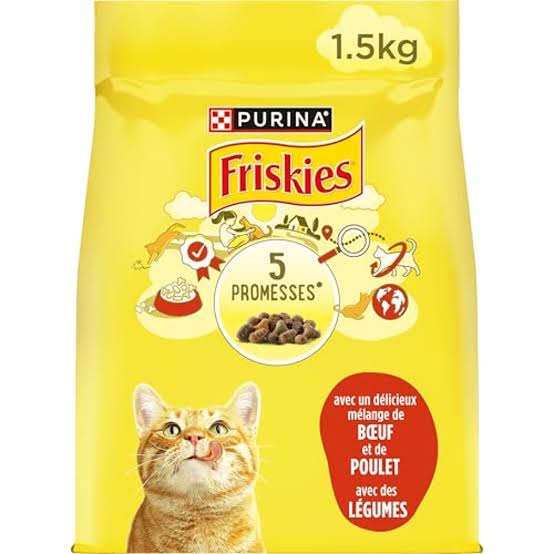 1.5kg
PURINA®
Friskies®
5
PROMESSES*
avec un délicieux
mélange de
BŒUF
et de
POULET
avec des
LÉGUMES